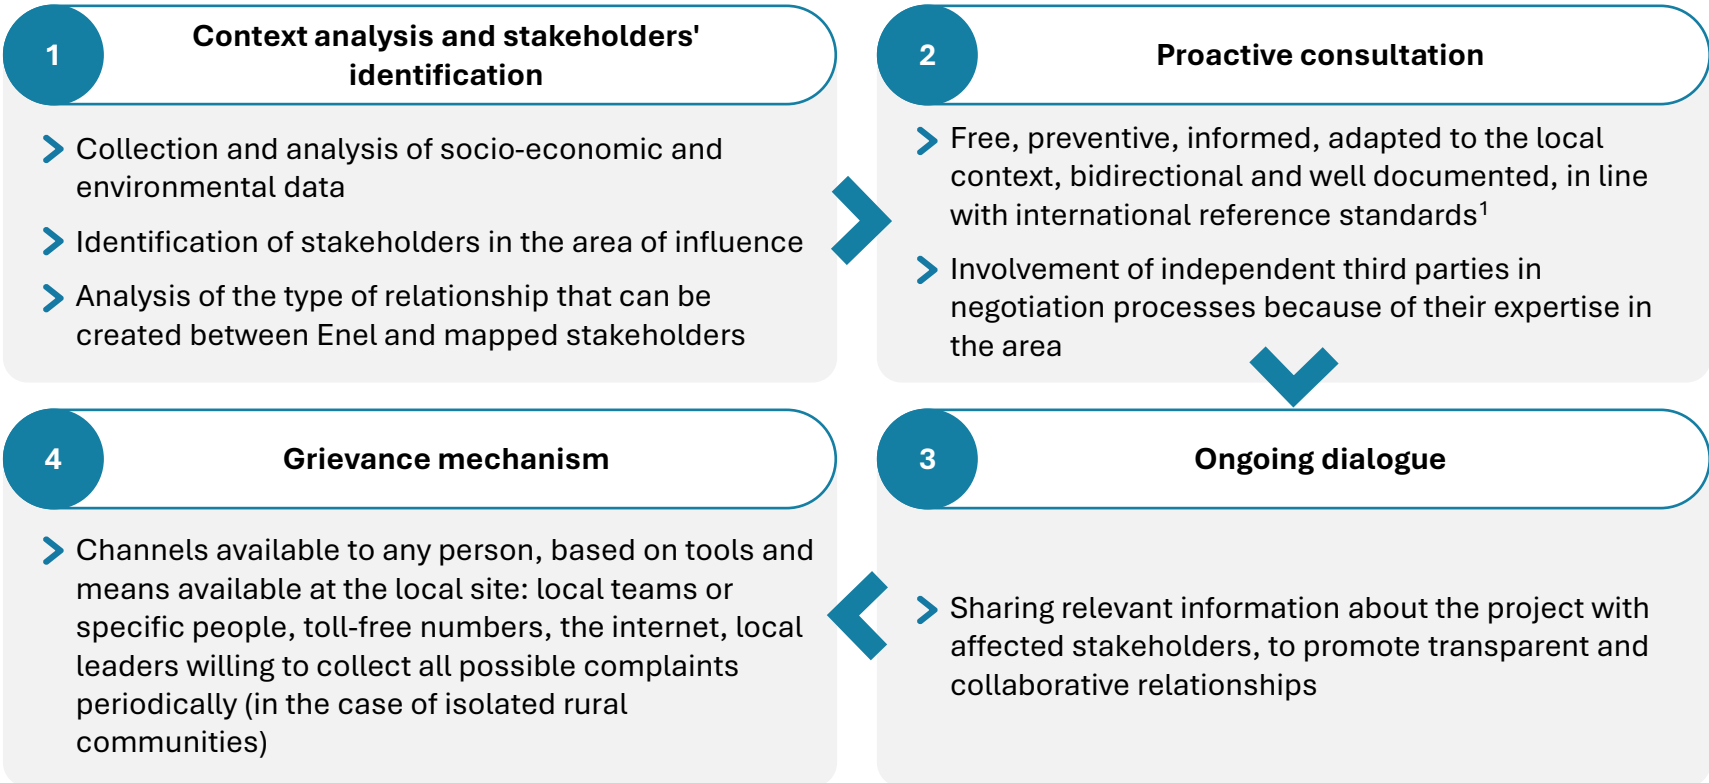 1
Context analysis and stakeholders'
identification
Collection and analysis of socio-economic and
environmental data
Identification of stakeholders in the area of influence
Analysis of the type of relationship that can be
created between Enel and mapped stakeholders
2
Proactive consultation
Free, preventive, informed, adapted to the local
context, bidirectional and well documented, in line
with international reference standards¹
Involvement of independent third parties in
negotiation processes because of their expertise in
the area
3
Ongoing dialogue
Sharing relevant information about the project with
affected stakeholders, to promote transparent and
collaborative relationships
4
Grievance mechanism
Channels available to any person, based on tools and
means available at the local site: local teams or
specific people, toll-free numbers, the internet, local
leaders willing to collect all possible complaints
periodically (in the case of isolated rural
communities)